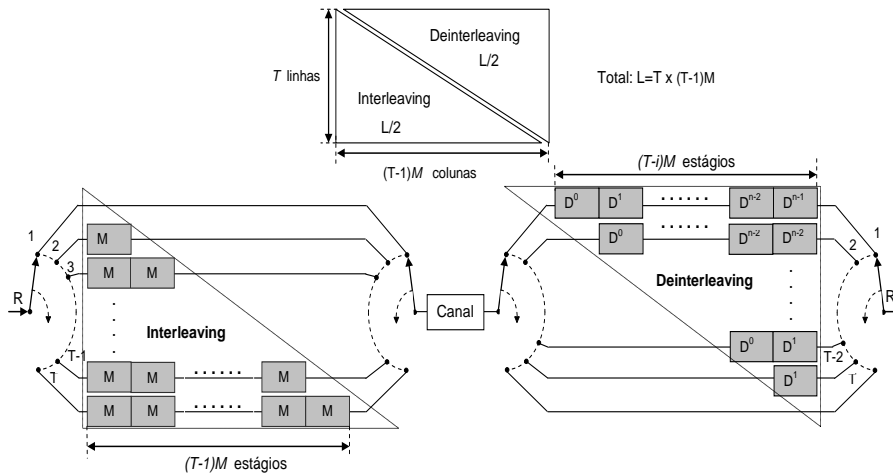 T linhas
Deinterleaving
L/2
Interleaving
L/2
Total: L=T x (T-1)M
(T-1)M colunas
(T-i)M estágios
1
2
3
T-1
T
R
M
M M
M M ...... M
M M ...... M M
Interleaving
(T-1)M estágios
Canal
D0 D1 ...... Dn-2 Dn-1
D0 ...... Dn-2 Dn-2
Deinterleaving
D0 D1
D1
1
2
T-2
T
R